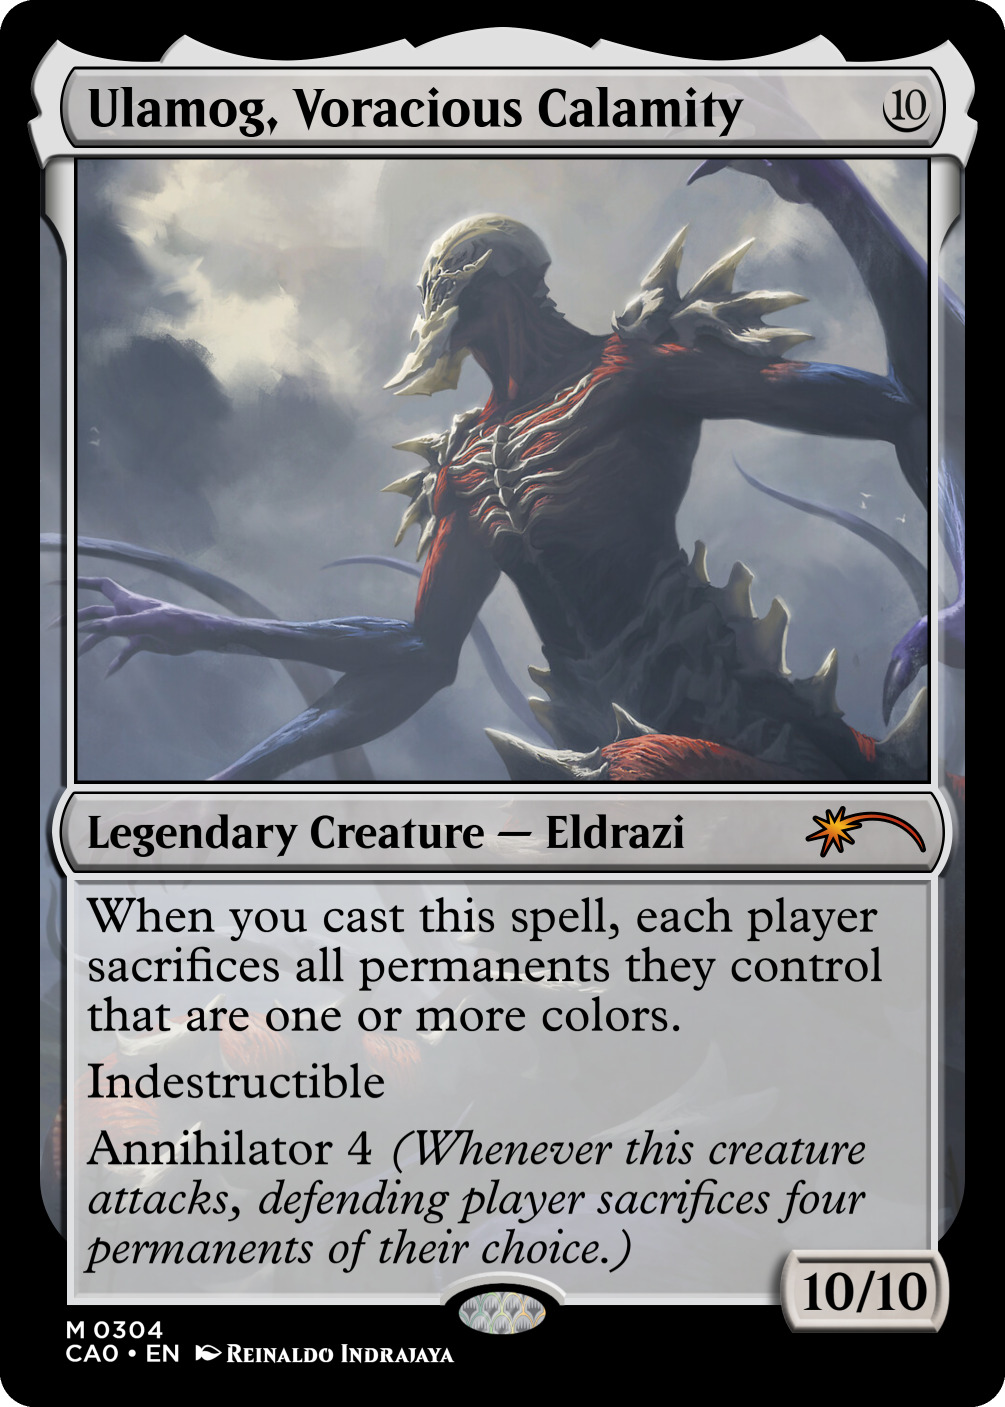 Ulamog, Voracious Calamity 10
Legendary Creature — Eldrazi
When you cast this spell, each player
sacrifices all permanents they control
that are one or more colors.
Indestructible
Annihilator 4 (Whenever this creature
attacks, defending player sacrifices four
permanents of their choice.)
10/10
M 0304
CAO • EN REINALDO INDRAJAYA